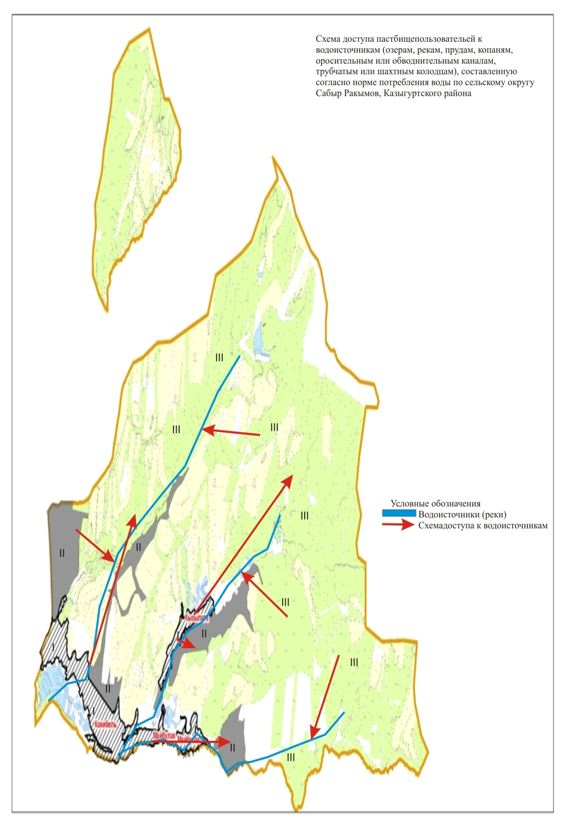 Схема доступа пастбищепользователей к
водоисточникам (озерам, рекам, прудам, копаням,
оросительным или обводнительным каналам,
трубчатым или шахтным колодцам), составленную
согласно норме потребления воды по сельскому округу
Сабыр Ракымов, Казыгуртского района
III
III
III
III
Условные обозначения
Водоисточники (реки)
Схемадоступа к водоисточникам
II
II
III
II
I
III
II
Какибель
II
III